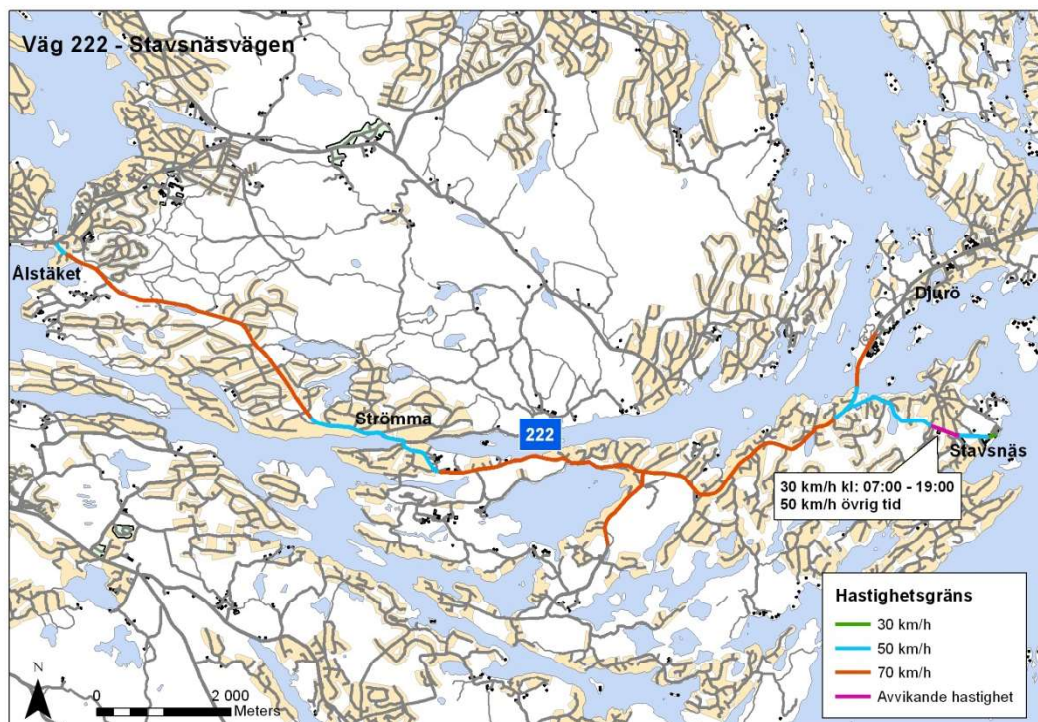 Väg 222 - Stavsnäsvägen
Ålstäket
Djurö
Strömma
222
Stavsnäs
30 km/h kl: 07:00 - 19:00
50 km/h övrig tid
Hastighetsgräns
30 km/h
50 km/h
70 km/h
Avvikande hastighet
N
0
2 000
Meters